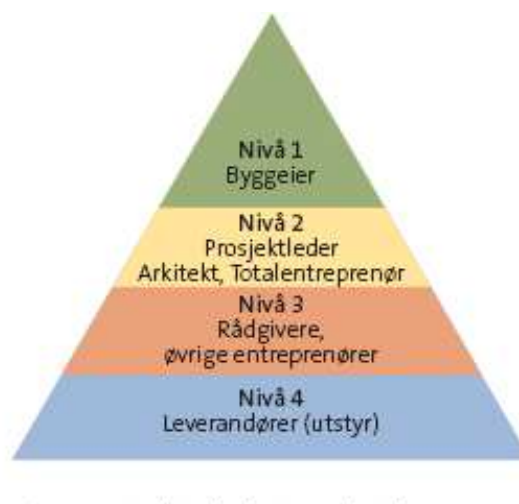 Nivå 1
Byggeier
Nivå 2
Prosjektleder
Arkitekt, Totalentreprenør
Nivå 3
Rådgivere,
øvrige entreprenører
Nivå 4
Leverandører (utstyr)